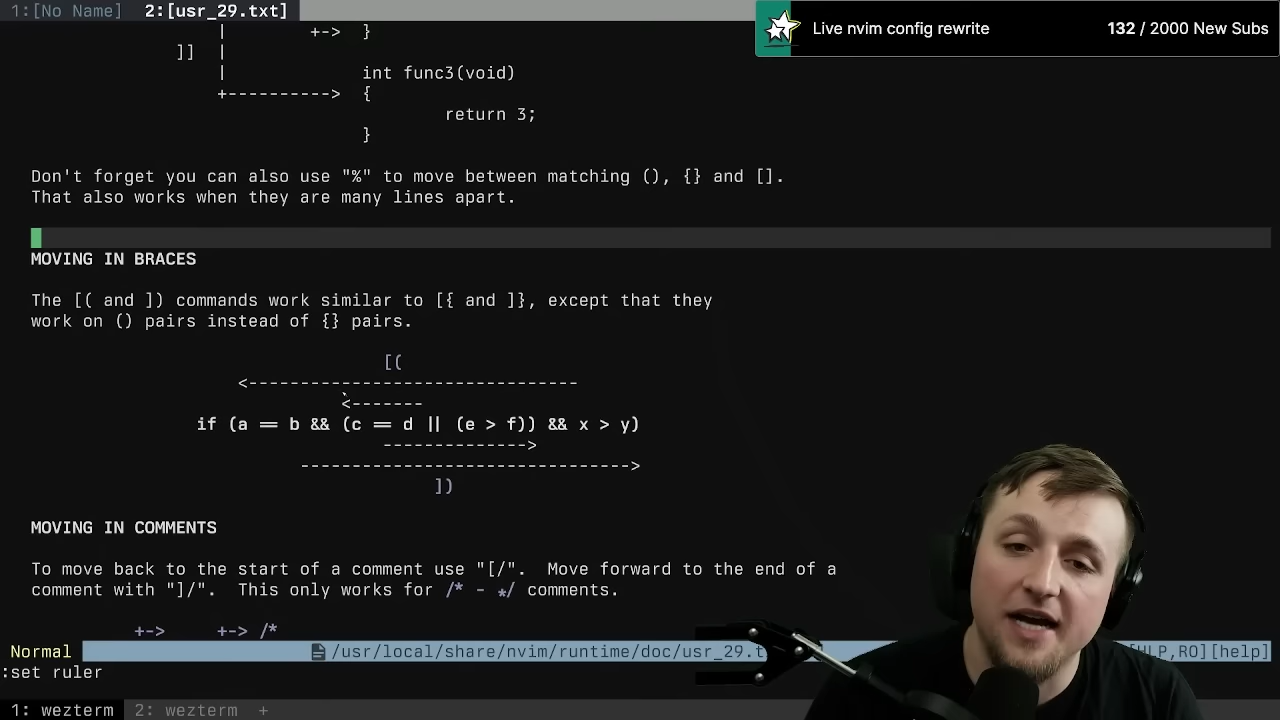 1:[No Name]  2:[usr_29.txt]
Live nvim config rewrite 132 / 2000 New Subs
| +-> }
]] |
| int func3(void)
+----------> {
return 3;
}
Don't forget you can also use "%" to move between matching (), {} and [].
That also works when they are many lines apart.
MOVING IN BRACES
The [( and ]) commands work similar to [{ and ]}, except that they
work on () pairs instead of {} pairs.
[(
<--------------------------------
<-------
if (a == b && (c == d || (e > f)) && x > y)
-------------->
-------------------------------->
])
MOVING IN COMMENTS
To move back to the start of a comment use "[/".  Move forward to the end of a
comment with "]/".  This only works for /* - */ comments.
+-> +-> /*
Normal /usr/local/share/nvim/runtime/doc/usr_29.t [HLP,RO][help]
:set ruler
1: wezterm 2: wezterm +